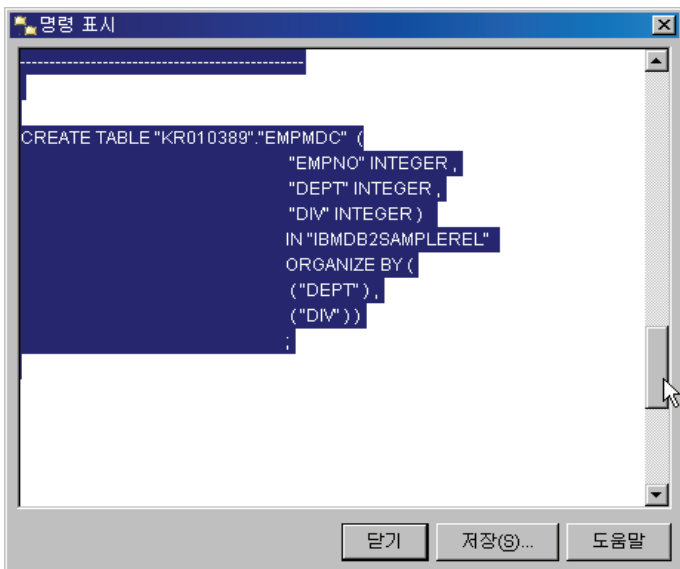 명령 표시
------------------------------------------------
CREATE TABLE "KR010389"."EMPMDC" (
"EMPNO" INTEGER ,
"DEPT" INTEGER ,
"DIV" INTEGER )
IN "IBMDB2SAMPLEREL"
ORGANIZE BY (
( "DEPT" ) ,
( "DIV" ) )
;
닫기 저장(S)... 도움말